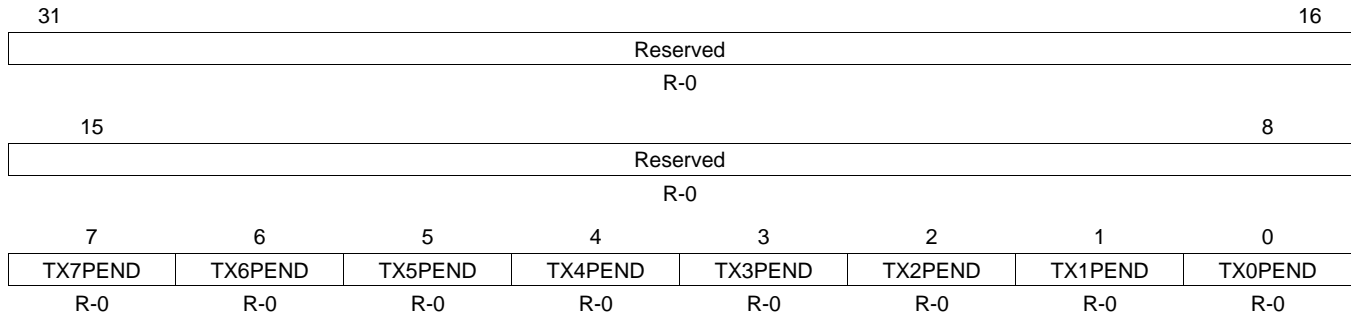 31 16
Reserved
R-0
15 8
Reserved
R-0
7 6 5 4 3 2 1 0
TX7PEND TX6PEND TX5PEND TX4PEND TX3PEND TX2PEND TX1PEND TX0PEND
R-0 R-0 R-0 R-0 R-0 R-0 R-0 R-0